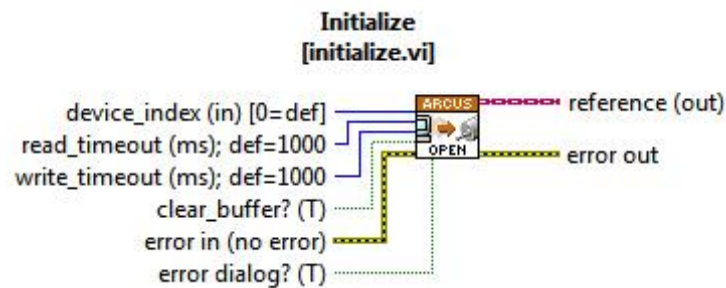 Initialize
[initialize.vi]
device_index (in) [0=def]
read_timeout (ms); def=1000
write_timeout (ms); def=1000
clear_buffer? (T)
error in (no error)
error dialog? (T)
ARCUS
OPEN
reference (out)
error out